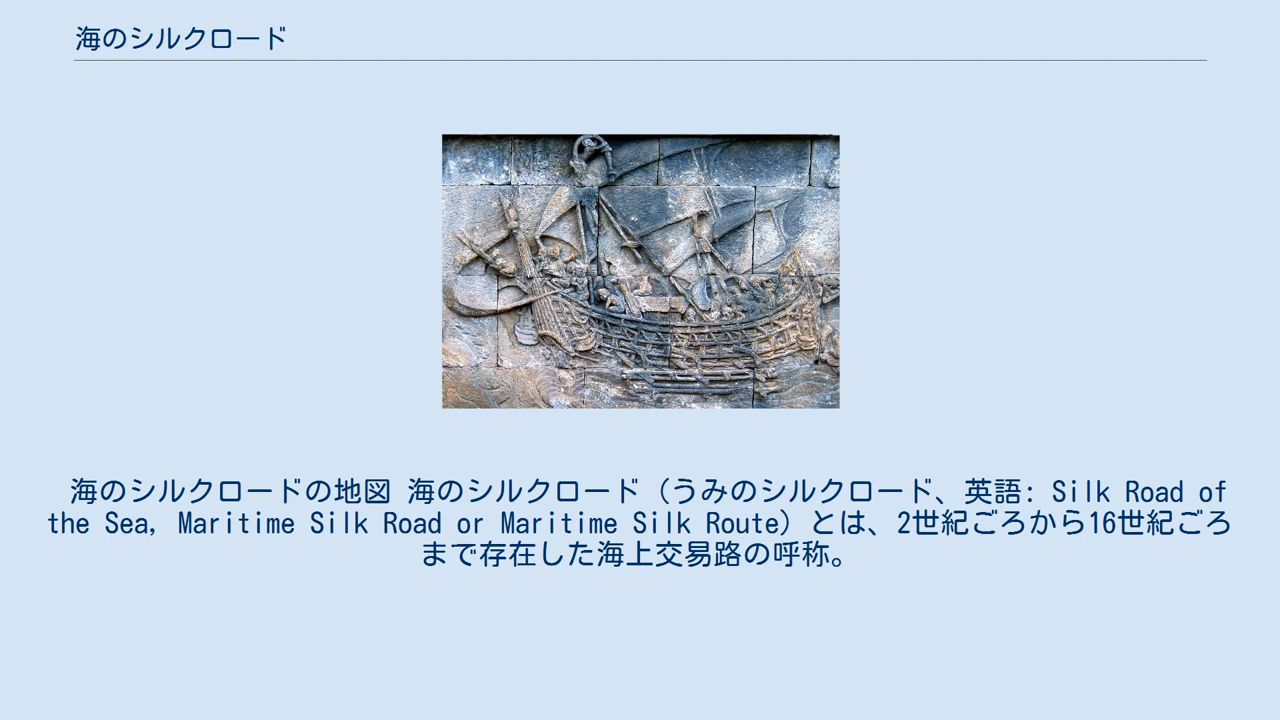 海のシルクロード
海のシルクロードの地図 海のシルクロード（うみのシルクロード、英語: Silk Road of
the Sea, Maritime Silk Road or Maritime Silk Route）とは、2世紀ごろから16世紀ごろ
まで存在した海上交易路の呼称。